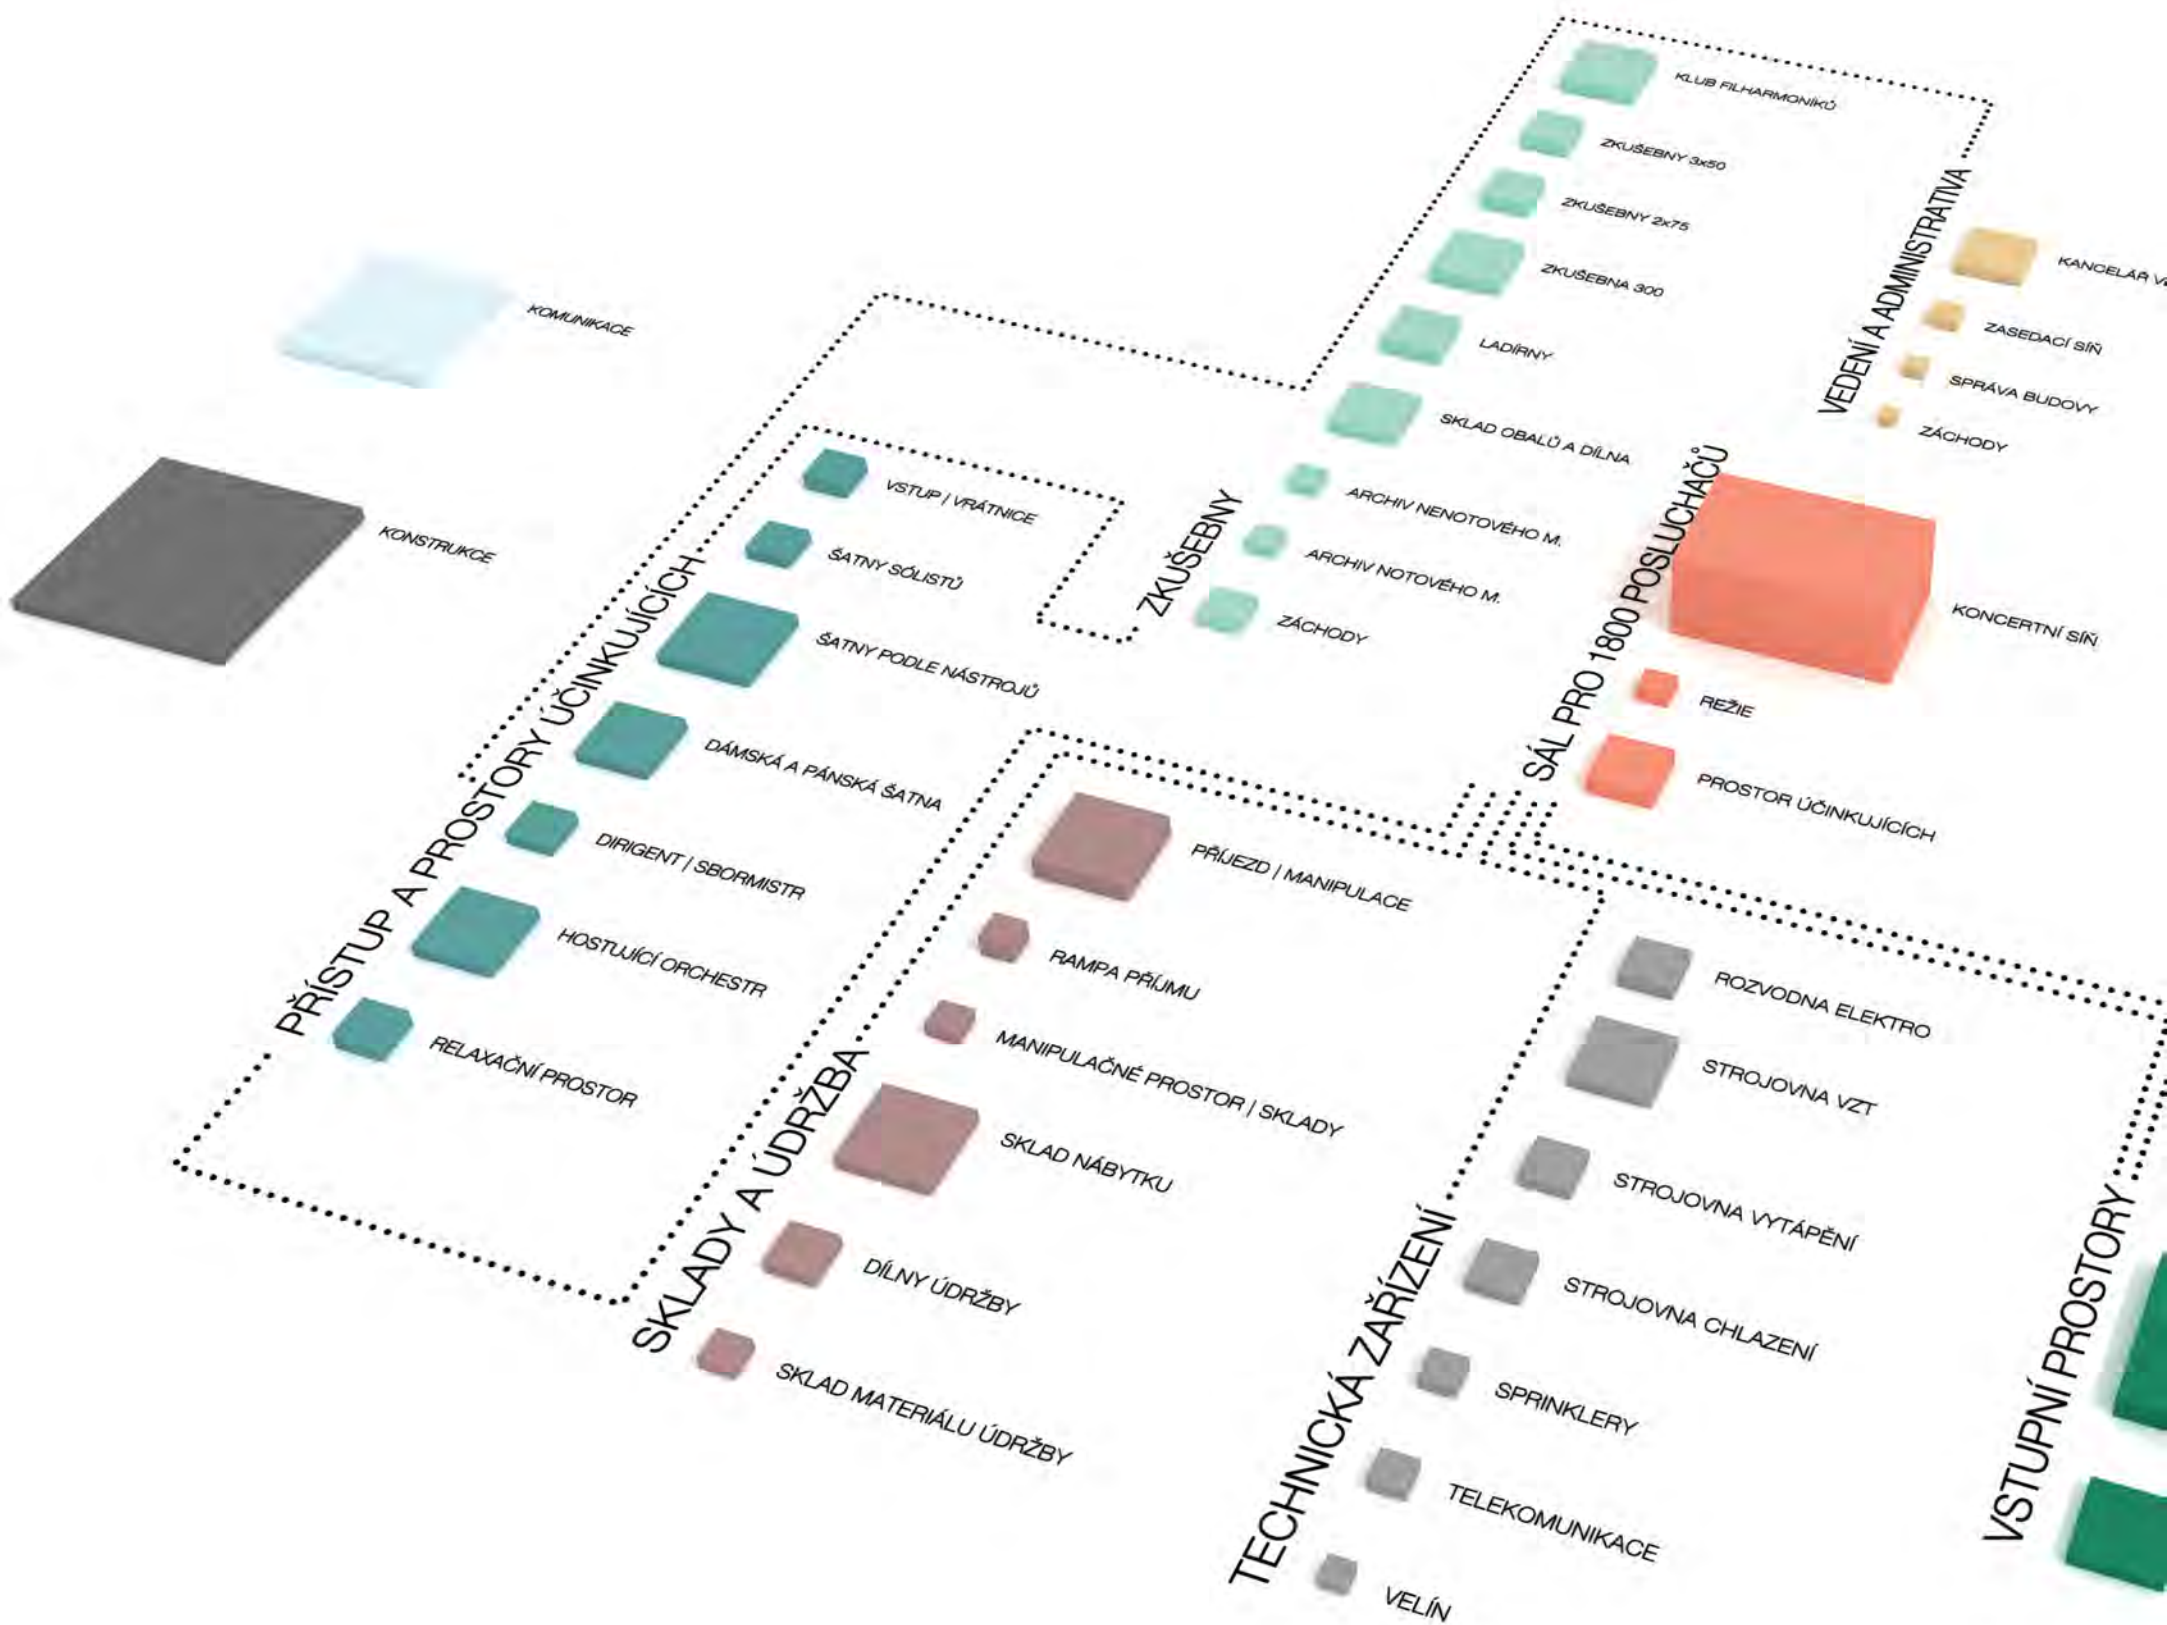 KOMUNIKACE
KONSTRUKCE
PŘÍSTUP A PROSTORY ÚČINKUJÍCÍCH
VSTUP | VRÁTNICE
ŠATNY SÓLISTŮ
ŠATNY PODLE NÁSTROJŮ
DÁMSKÁ A PÁNSKÁ ŠATNA
DIRIGENT | SBORMISTR
HOSTUJÍCÍ ORCHESTR
RELAXAČNÍ PROSTOR
ZKUŠEBNY
KLUB FILHARMONIKŮ
ZKUŠEBNY 3x50
ZKUŠEBNY 2x75
ZKUŠEBNA 300
LADÍRNY
SKLAD OBALŮ A DÍLNA
ARCHIV NENOTOVÉHO M.
ARCHIV NOTOVÉHO M.
ZÁCHODY
VEDENÍ A ADMINISTRATIVA
KANCELÁŘ
ZASEDACÍ SÍŇ
SPRÁVA BUDOVY
ZÁCHODY
SÁL PRO 1800 POSLUCHAČŮ
KONCERTNÍ SÍŇ
REŽIE
PROSTOR ÚČINKUJÍCÍCH
SKLADY A ÚDRŽBA
PŘÍJEZD | MANIPULACE
RAMPA PŘÍJMU
MANIPULAČNÉ PROSTOR | SKLADY
SKLAD NÁBYTKU
DÍLNY ÚDRŽBY
SKLAD MATERIÁLU ÚDRŽBY
TECHNICKÁ ZAŘÍZENÍ
ROZVODNA ELEKTRO
STROJOVNA VZT
STROJOVNA VYTÁPĚNÍ
STROJOVNA CHLAZENÍ
SPRINKLERY
TELEKOMUNIKACE
VELÍN
VSTUPNÍ PROSTORY